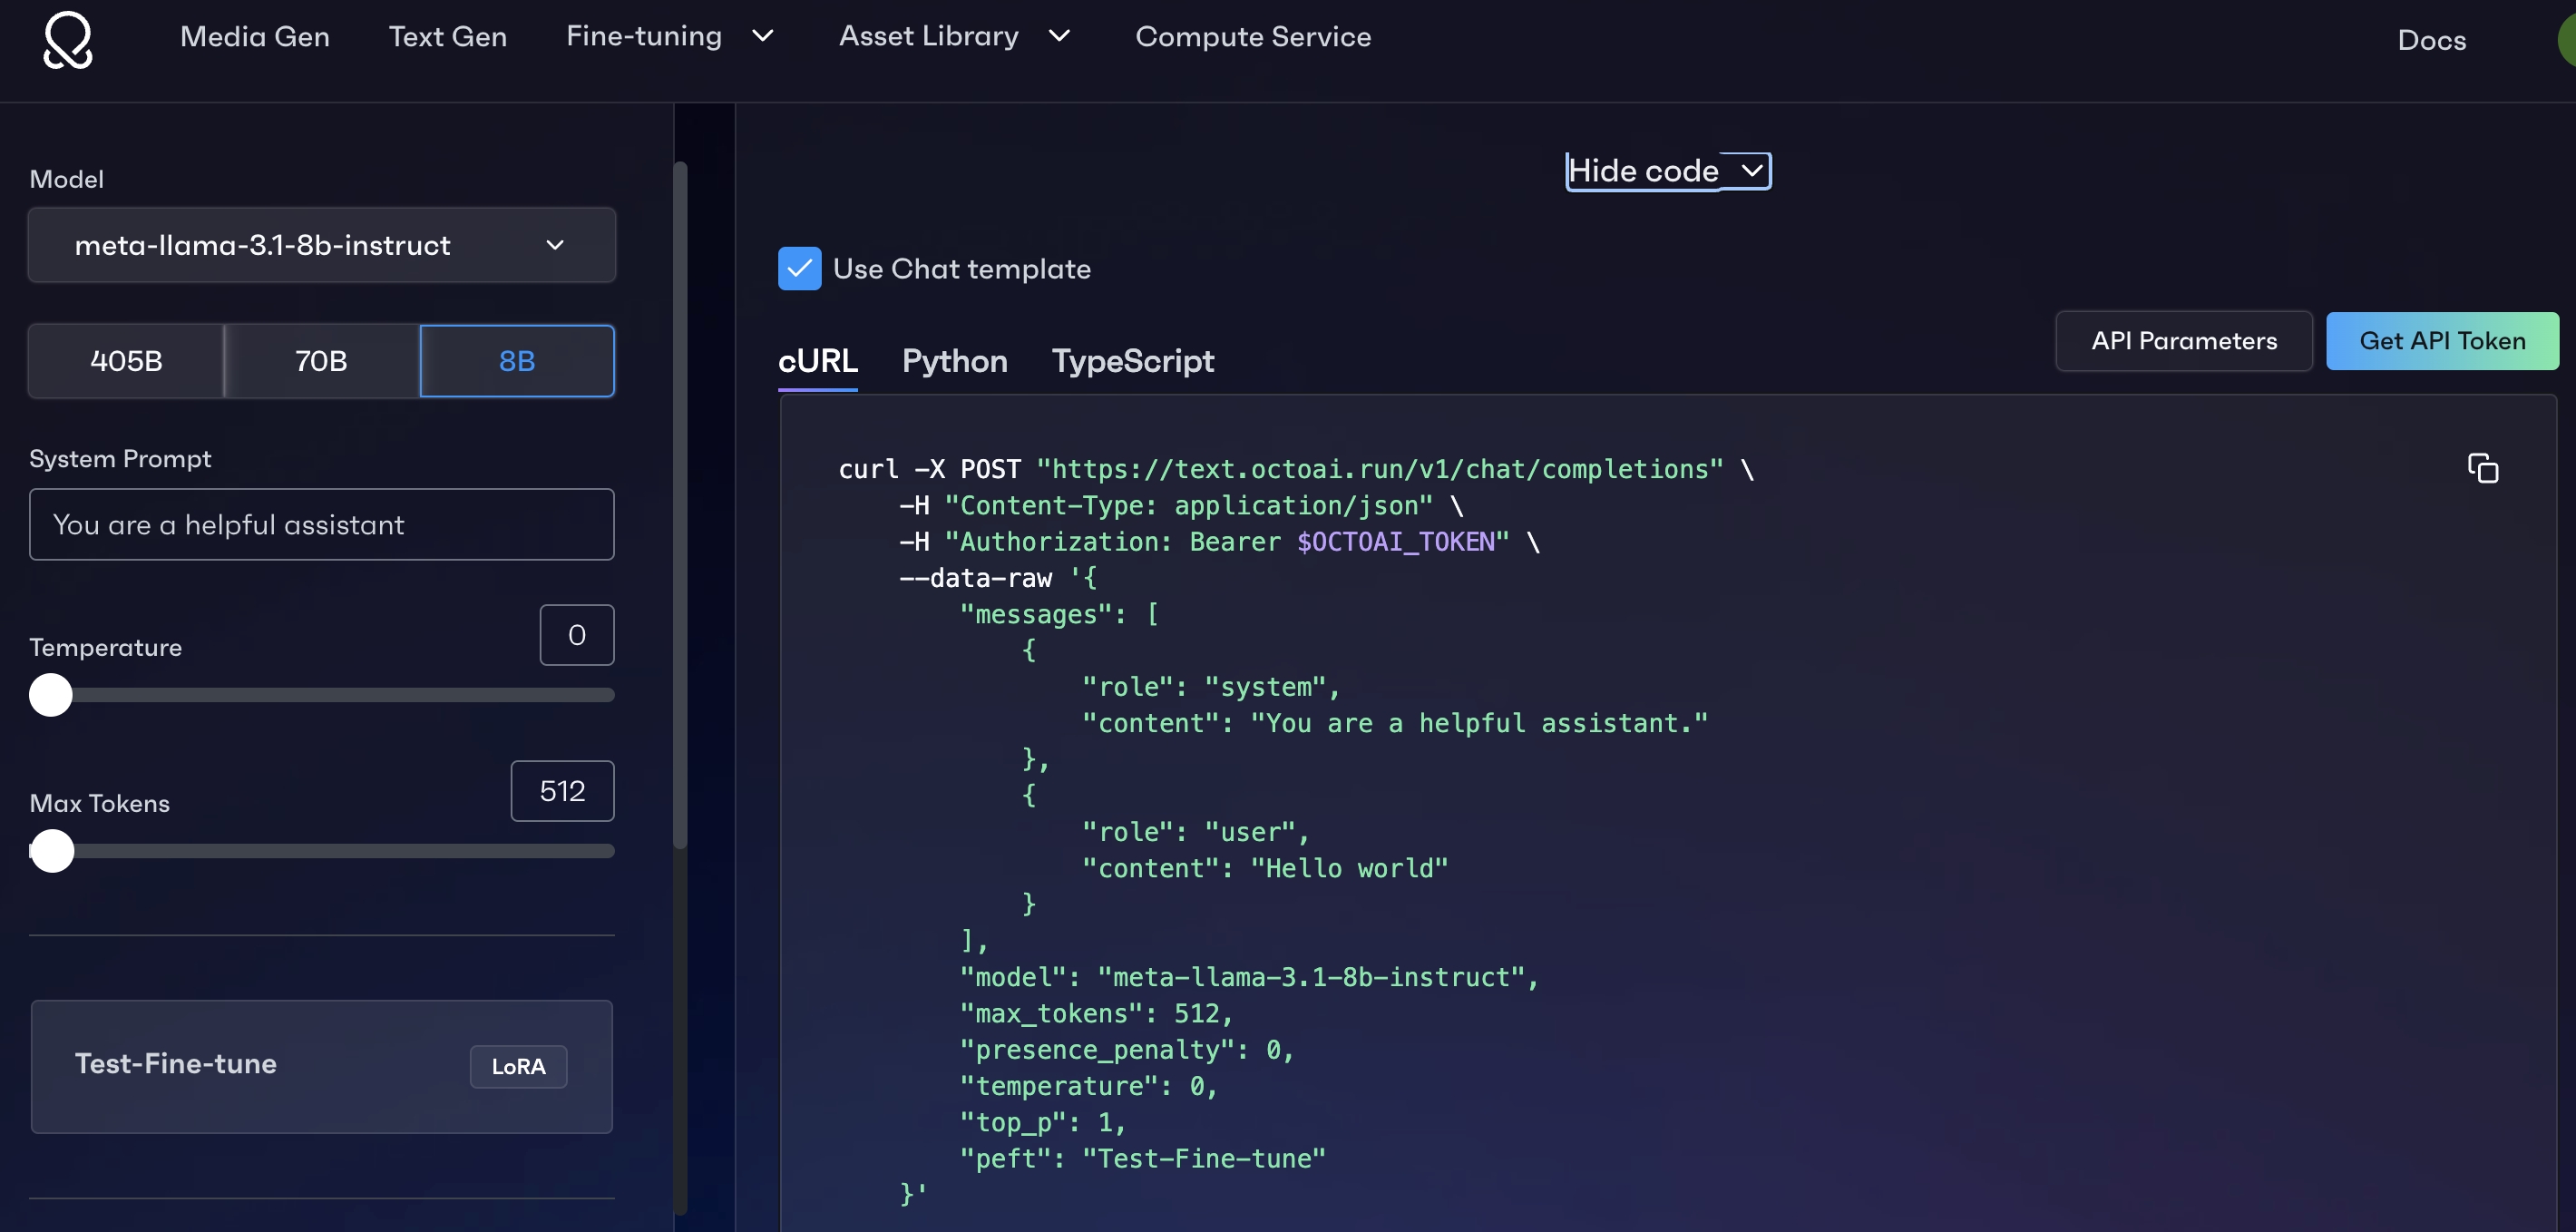 Media Gen Text Gen Fine-tuning Asset Library Compute Service Docs
Model
meta-llama-3.1-8b-instruct
405B 70B 8B
System Prompt
You are a helpful assistant
Temperature 0
Max Tokens 512
Test-Fine-tune LoRA
Hide code
Use Chat template
cURL Python TypeScript API Parameters Get API Token
curl -X POST "https://text.octoai.run/v1/chat/completions" \
    -H "Content-Type: application/json" \
    -H "Authorization: Bearer $OCTOAI_TOKEN" \
    --data-raw '{
        "messages": [
            {
                "role": "system",
                "content": "You are a helpful assistant."
            },
            {
                "role": "user",
                "content": "Hello world"
            }
        ],
        "model": "meta-llama-3.1-8b-instruct",
        "max_tokens": 512,
        "presence_penalty": 0,
        "temperature": 0,
        "top_p": 1,
        "peft": "Test-Fine-tune"
    }'